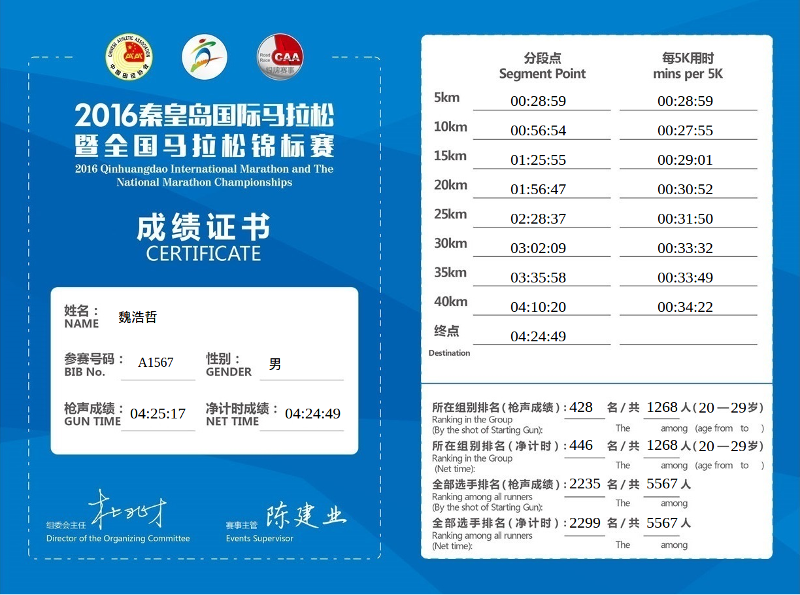 2016秦皇岛国际马拉松
暨全国马拉松锦标赛
2016 Qinhuangdao International Marathon and The
National Marathon Championships
成绩证书
CERTIFICATE
姓名：
NAME
魏浩哲
参赛号码：
BIB No.
A1567
性别：
GENDER
男
枪声成绩：
GUN TIME
04:25:17
净计时成绩：
NET TIME
04:24:49
组委会主任
Director of the Organizing Committee
赛事主管
Events Supervisor
陈建业
分段点 每5K用时
Segment Point mins per 5K
5km 00:28:59 00:28:59
10km 00:56:54 00:27:55
15km 01:25:55 00:29:01
20km 01:56:47 00:30:52
25km 02:28:37 00:31:50
30km 03:02:09 00:33:32
35km 03:35:58 00:33:49
40km 04:10:20 00:34:22
终点 04:24:49
Destination
所在组别排名(枪声成绩)：428 名/共 1268 人(20—29岁)
Ranking in the Group
(By the shot of Starting Gun): The among (age from to )
所在组别排名(净计时)：446 名/共 1268 人(20—29岁)
Ranking in the Group
(Net time): The among (age from to )
全部选手排名(枪声成绩)：2235 名/共 5567 人
Ranking among all runners
(By the shot of Starting Gun): The among
全部选手排名(净计时)：2299 名/共 5567 人
Ranking among all runners
(Net time): The among